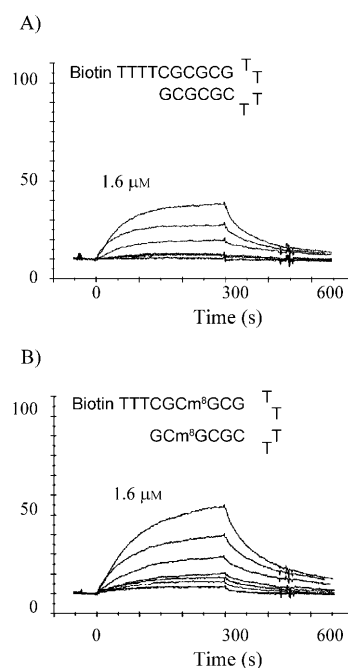 A)
100
Biotin TTTTCGCGCG T
T
GCGCGC T
T
50
1.6 μM
0
0 300 600
Time (s)
B)
100
Biotin TTTCGCm⁸GCG T
T
GCm⁸GCGC T
T
50
1.6 μM
0
0 300 600
Time (s)